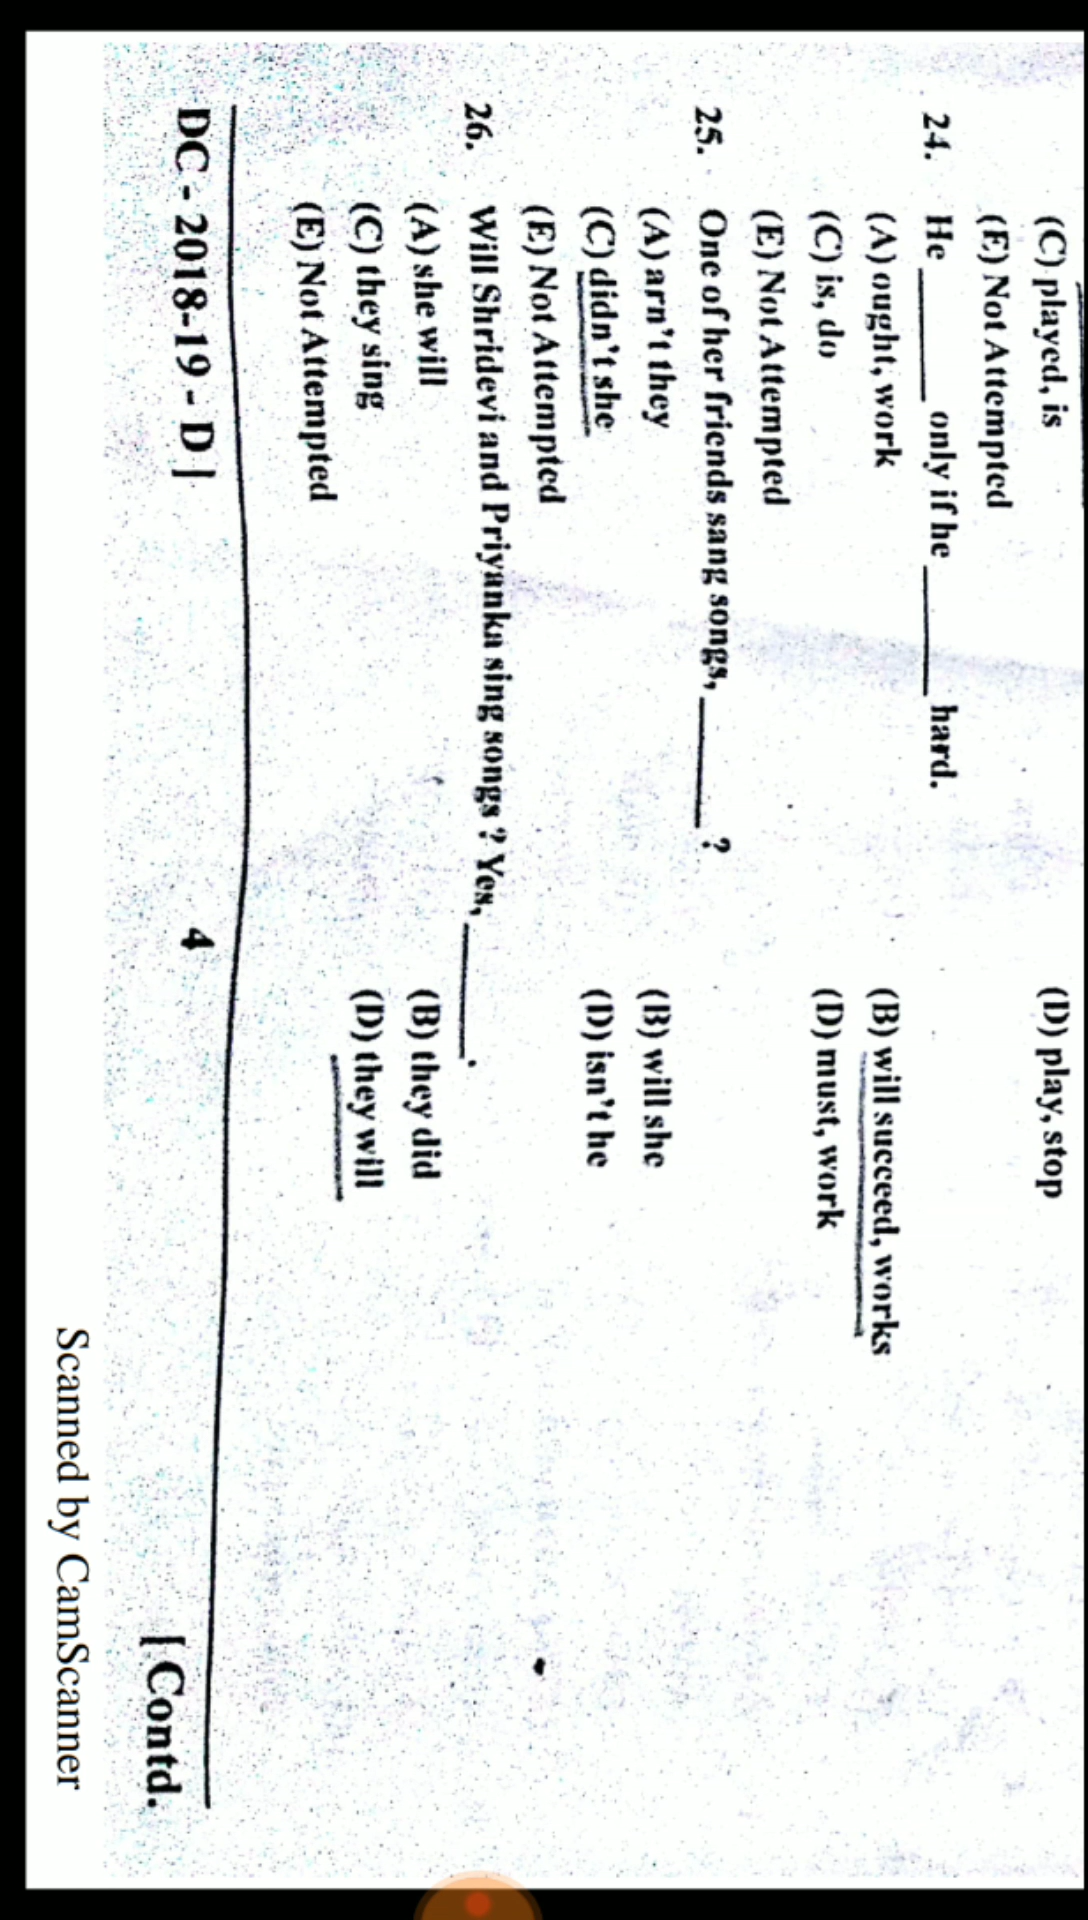 (C) played, is (D) play, stop
(E) Not Attempted
24. He ______ only if he ______ hard.
(A) ought, work (B) will succeed, works
(C) is, do (D) must, work
(E) Not Attempted
25. One of her friends sang songs, ______ ?
(A) arn't they (B) will she
(C) didn't she (D) isn't he
(E) Not Attempted
26. Will Shridevi and Priyanka sing songs ? Yes, ______.
(A) she will (B) they did
(C) they sing (D) they will
(E) Not Attempted
DC - 2018-19 - D ] 4 [ Contd.
Scanned by CamScanner